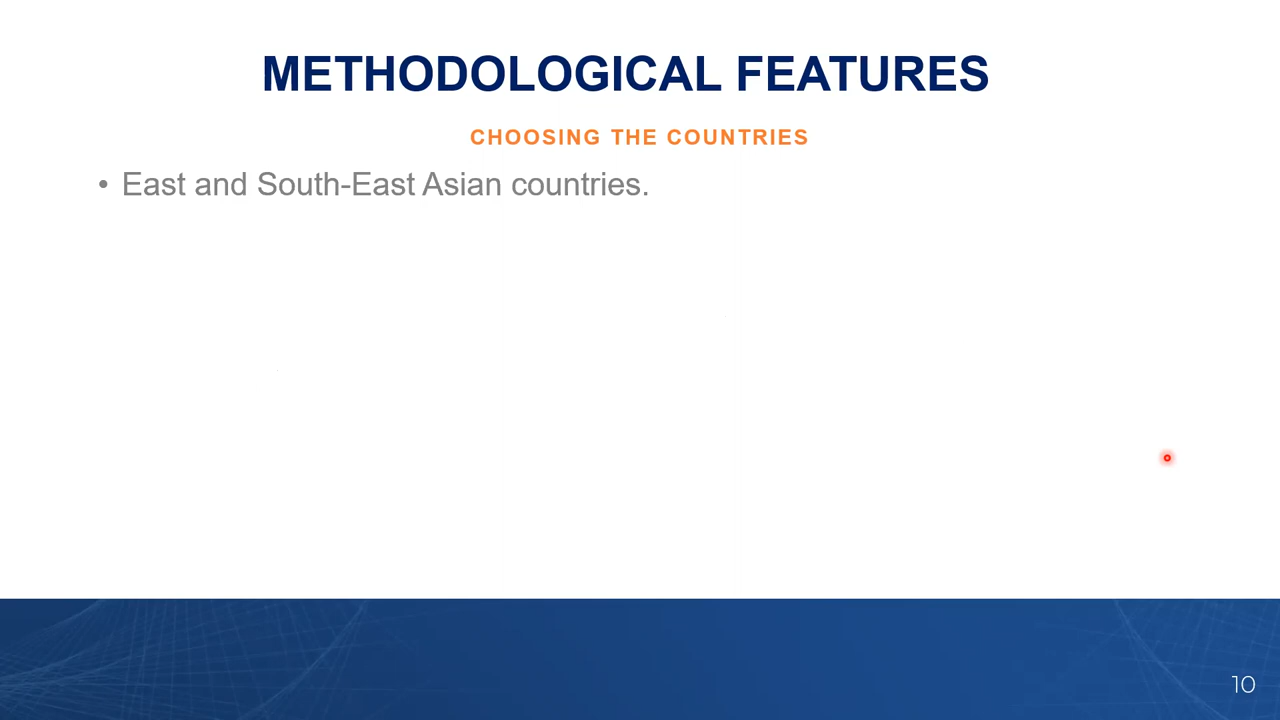 METHODOLOGICAL FEATURES
CHOOSING THE COUNTRIES
• East and South-East Asian countries.
10